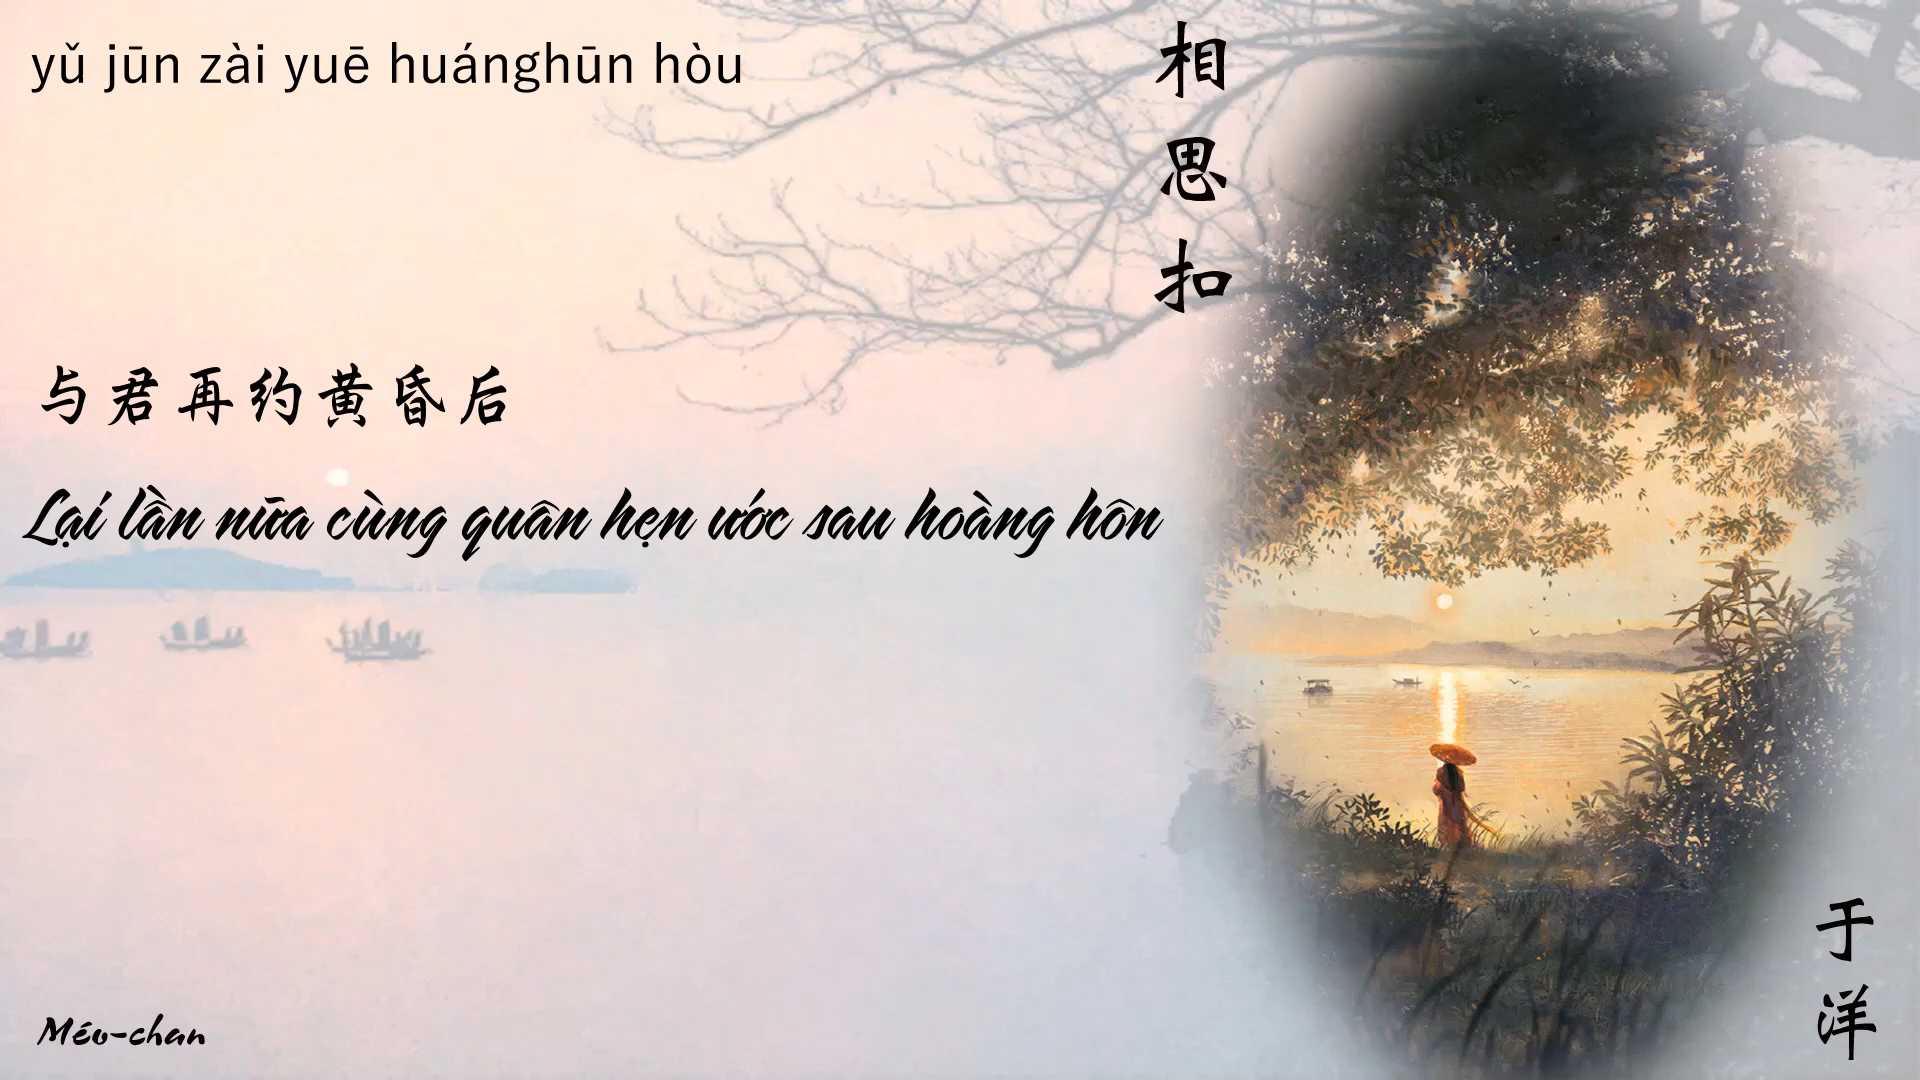 yǔ jūn zài yuē huánghūn hòu
相思扣
与君再约黄昏后
Lại lần nữa cùng quân hẹn ước sau hoàng hôn
于洋
Méo-chan